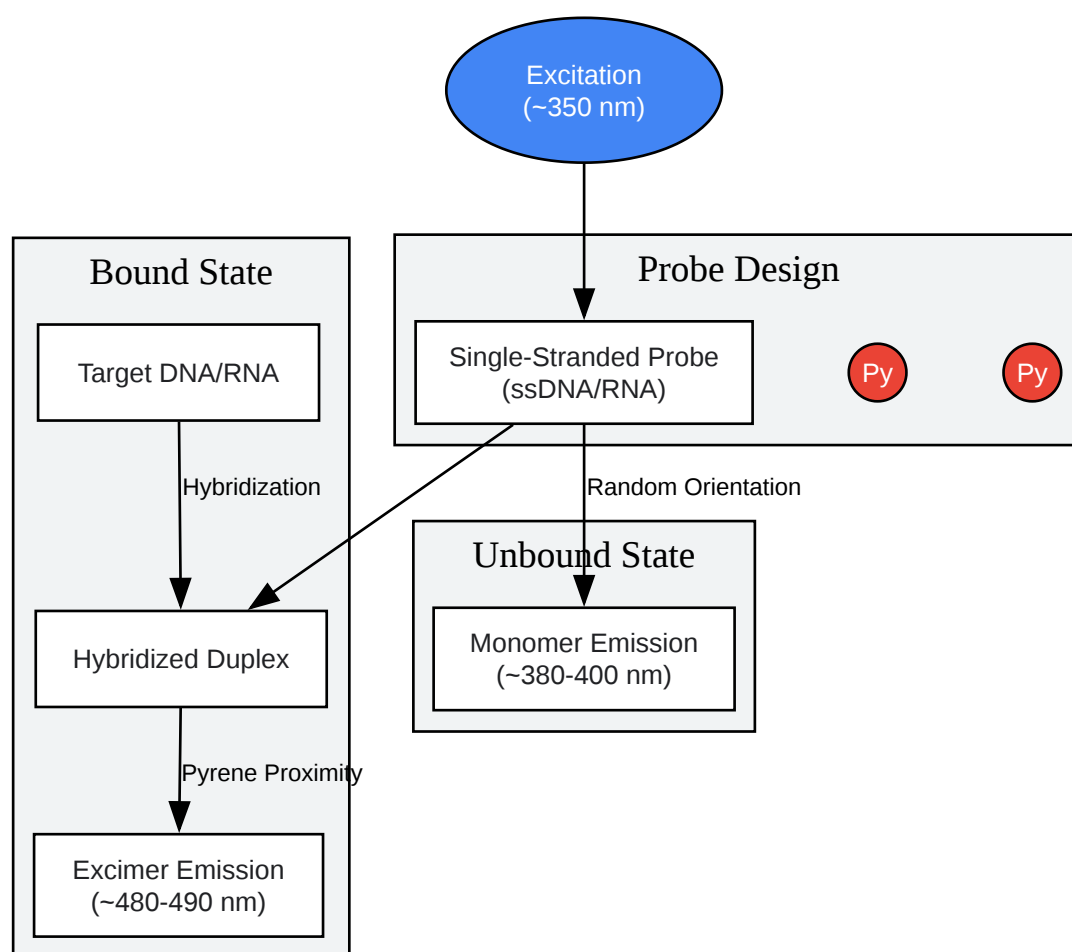 Excitation
(~350 nm)
Bound State
Probe Design
Target DNA/RNA
Single-Stranded Probe
(ssDNA/RNA)
Py
Py
Hybridization
Random Orientation
Unbound State
Hybridized Duplex
Monomer Emission
(~380-400 nm)
Pyrene Proximity
Excimer Emission
(~480-490 nm)